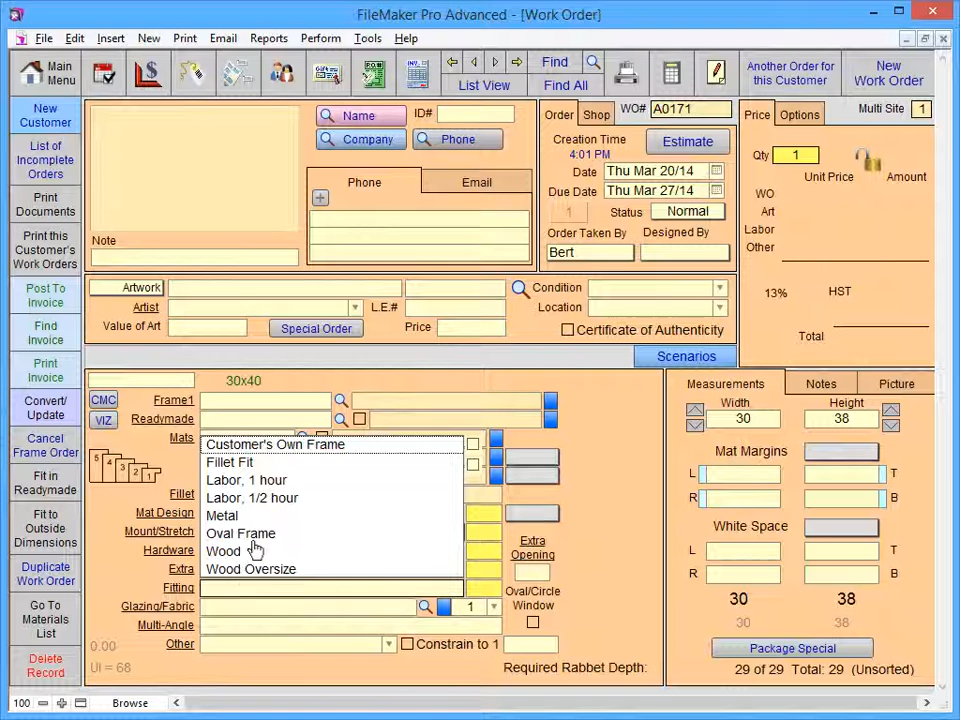 FileMaker Pro Advanced - [Work Order]
File Edit Insert New Print Email Reports Perform Tools Help
Main Menu
Find
List View Find All
Another Order for this Customer
New Work Order
New Customer
List of Incomplete Orders
Print Documents
Print this Customer's Work Orders
Post To Invoice
Find Invoice
Print Invoice
Convert/ Update
Cancel Frame Order
Fit in Readymade
Fit to Outside Dimensions
Duplicate Work Order
Go To Materials List
Delete Record
Name ID#
Company Phone
Phone Email
Note
Order Shop WO# A0171
Creation Time
4:01 PM
Estimate
Date Thu Mar 20/14
Due Date Thu Mar 27/14
1 Status Normal
Order Taken By Designed By
Bert
Price Options Multi Site 1
Qty 1
Unit Price Amount
WO
Art
Labor
Other
13% HST
Total
Artwork Condition
Artist L.E.# Location
Value of Art Special Order Price Certificate of Authenticity
Scenarios
30x40
CMC Frame1
VIZ Readymade
Mats
5 4 3 2 1
Fillet
Mat Design
Mount/Stretch
Hardware
Extra
Fitting
Glazing/Fabric 1
Multi-Angle
Other Constrain to 1
0.00
UI = 68
Required Rabbet Depth:
Customer's Own Frame
Fillet Fit
Labor, 1 hour
Labor, 1/2 hour
Metal
Oval Frame
Wood
Wood Oversize
Extra Opening
Oval/Circle Window
Measurements Notes Picture
Width Height
30 38
Mat Margins
L T
R B
White Space
L T
R B
30 38
30 38
Package Special
29 of 29 Total: 29 (Unsorted)
100 Browse